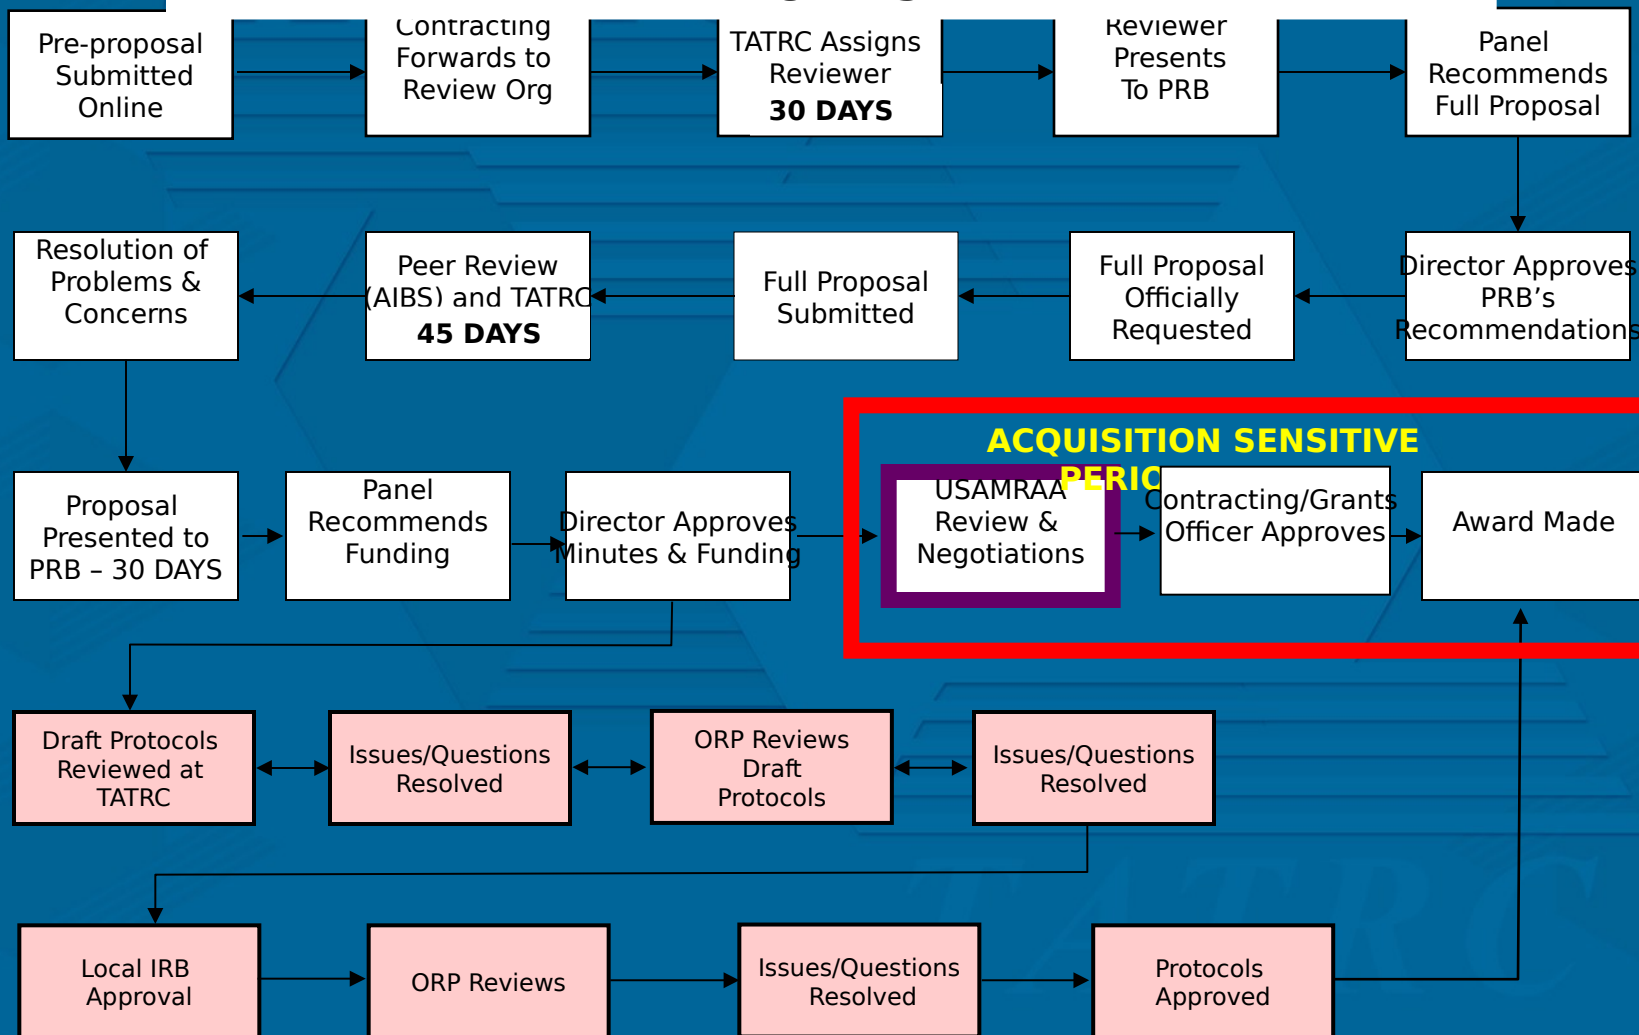 Pre-proposal
Submitted
Online
Contracting
Forwards to
Review Org
TATRC Assigns
Reviewer
30 DAYS
Reviewer
Presents
To PRB
Panel
Recommends
Full Proposal
Resolution of
Problems &
Concerns
Peer Review
(AIBS) and TATRC
45 DAYS
Full Proposal
Submitted
Full Proposal
Officially
Requested
Director Approves
PRB’s
Recommendations
ACQUISITION SENSITIVE
Proposal
Presented to
PRB – 30 DAYS
Panel
Recommends
Funding
Director Approves
Minutes & Funding
USAMRAA
Review &
Negotiations
Contracting/Grants
Officer Approves
Award Made
Draft Protocols
Reviewed at
TATRC
Issues/Questions
Resolved
ORP Reviews
Draft
Protocols
Issues/Questions
Resolved
Local IRB
Approval
ORP Reviews
Issues/Questions
Resolved
Protocols
Approved
TATRC